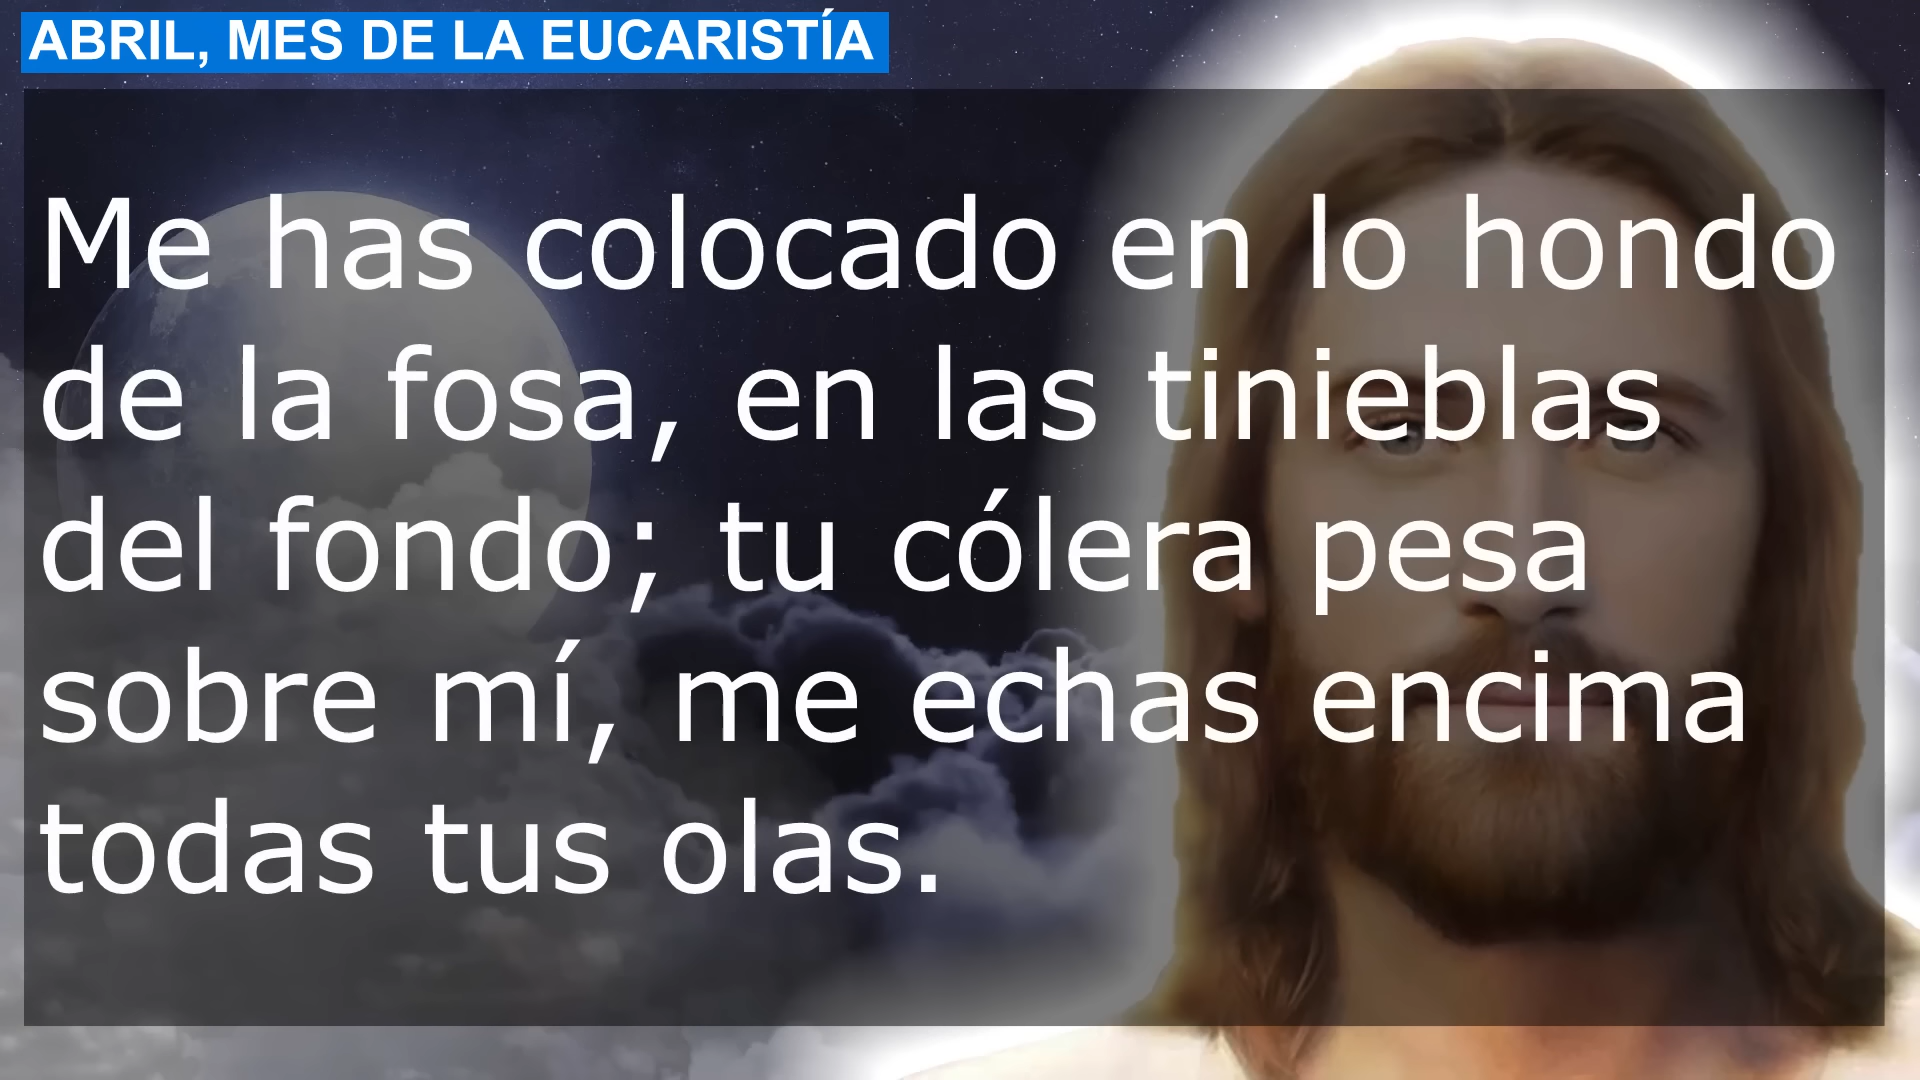 ABRIL, MES DE LA EUCARISTÍA
Me has colocado en lo hondo
de la fosa, en las tinieblas
del fondo; tu cólera pesa
sobre mí, me echas encima
todas tus olas.